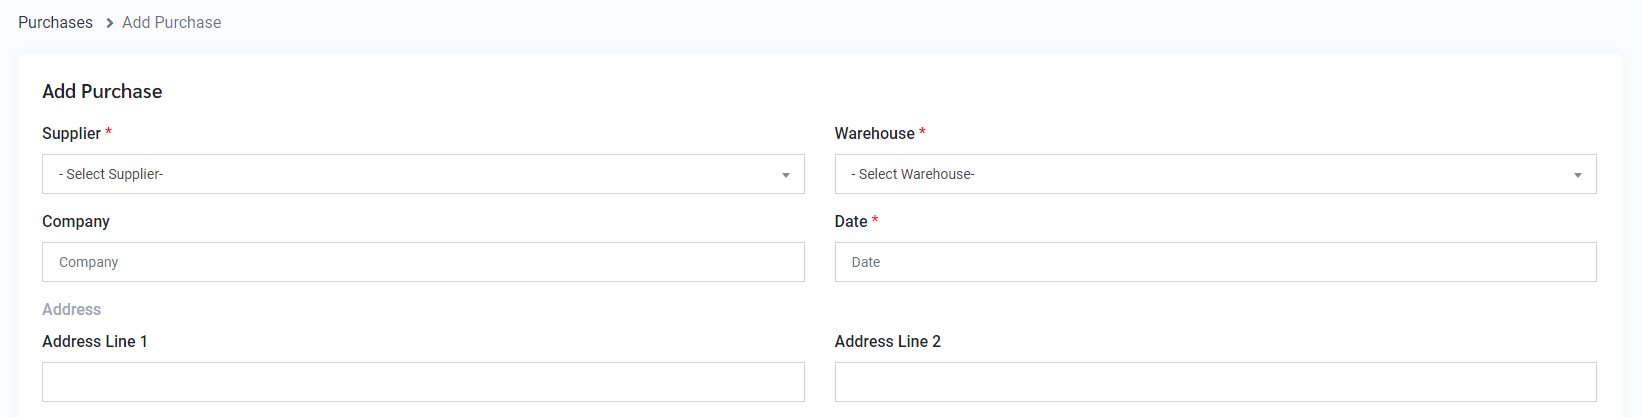 Purchases > Add Purchase
Add Purchase
Supplier * Warehouse *
- Select Supplier- - Select Warehouse-
Company Date *
Company Date
Address
Address Line 1 Address Line 2